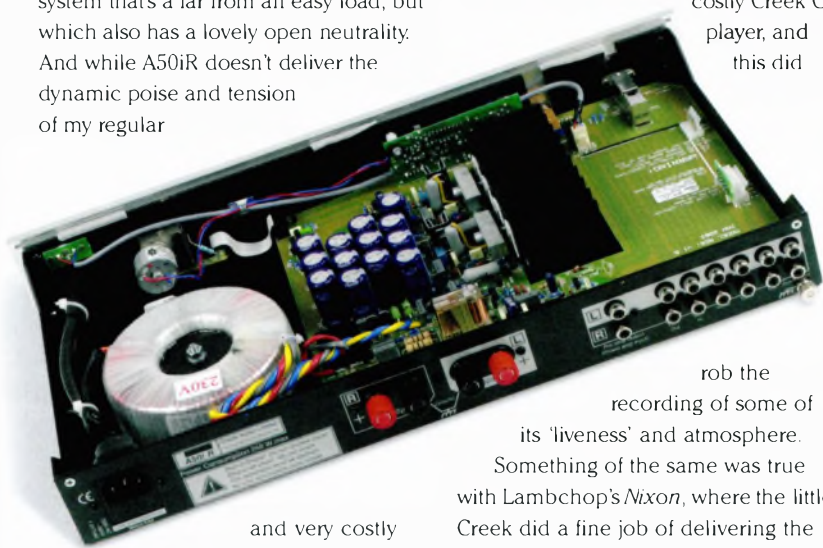 system that's a far from an easy load, but
which also has a lovely open neutrality.
And while A50iR doesn't deliver the
dynamic poise and tension
of my regular
and very costly
costly Creek C
player, and
this did
rob the
recording of some of
its 'liveness' and atmosphere.
Something of the same was true
with Lambchop's Nixon, where the little
Creek did a fine job of delivering the
230V
R
L
L
R
A50i R
CE